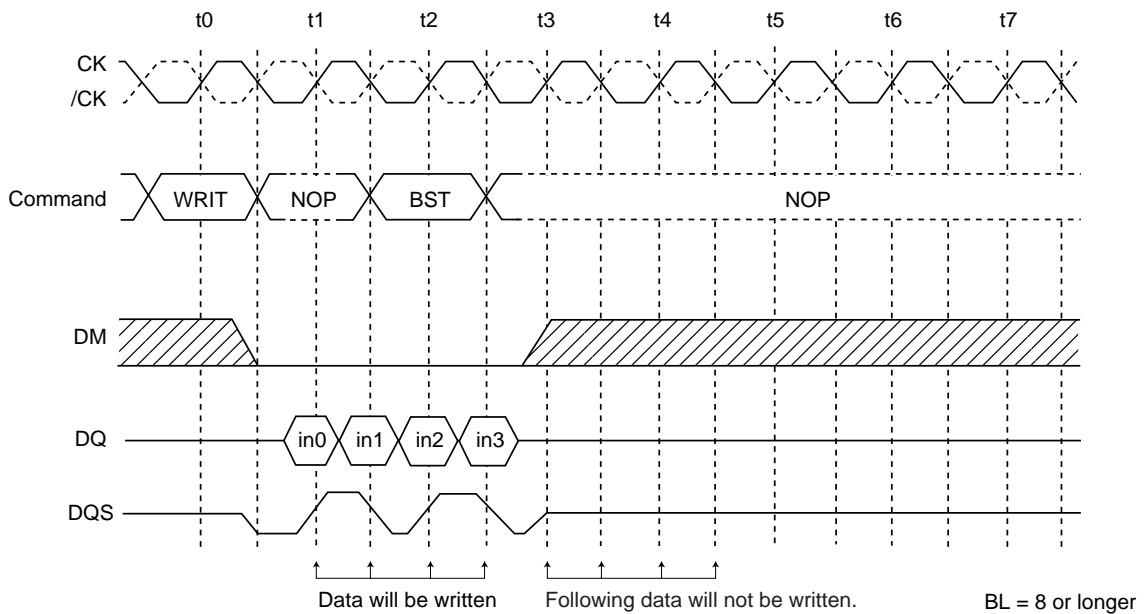 t0 t1 t2 t3 t4 t5 t6 t7
CK
/CK
Command WRIT NOP BST NOP
DM
DQ in0 in1 in2 in3
DQS
Data will be written Following data will not be written. BL = 8 or longer